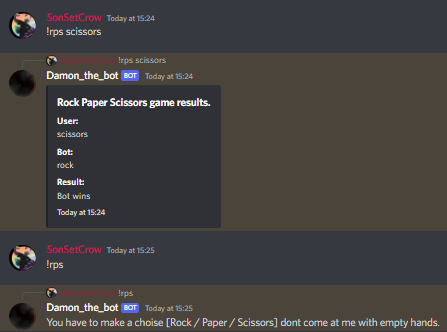 SonSetCrow Today at 15:24
!rps scissors
!rps scissors
Damon_the_bot BOT Today at 15:24
Rock Paper Scissors game results.
User:
scissors
Bot:
rock
Result:
Bot wins
Today at 15:24
SonSetCrow Today at 15:25
!rps
!rps
Damon_the_bot BOT Today at 15:25
You have to make a choise [Rock / Paper / Scissors] dont come at me with empty hands.